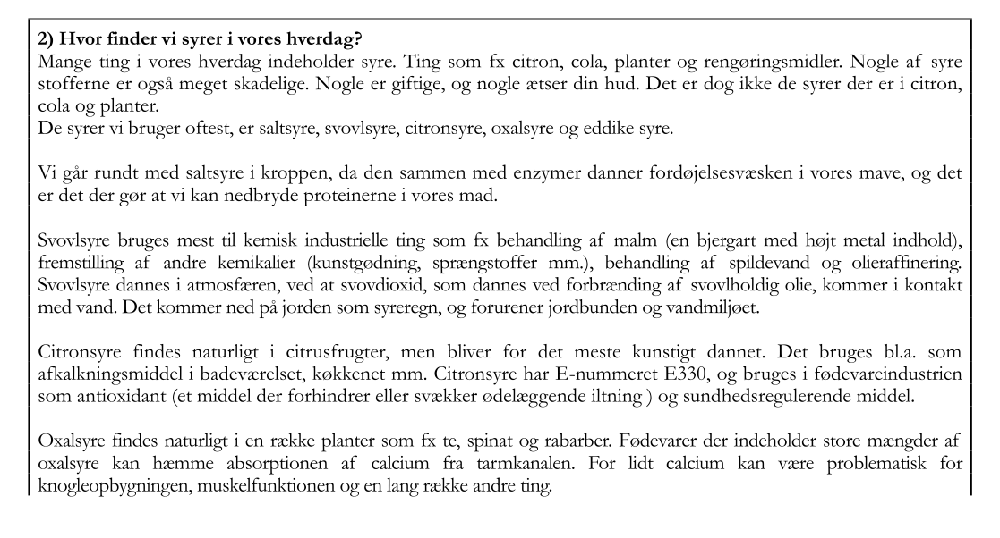 2) Hvor finder vi syrer i vores hverdag?
Mange ting i vores hverdag indeholder syre. Ting som fx citron, cola, planter og rengøringsmidler. Nogle af syre
stofferne er også meget skadelige. Nogle er giftige, og nogle ætser din hud. Det er dog ikke de syrer der er i citron,
cola og planter.
De syrer vi bruger oftest, er saltsyre, svovlsyre, citronsyre, oxalsyre og eddike syre.
Vi går rundt med saltsyre i kroppen, da den sammen med enzymer danner fordøjelsesvæsken i vores mave, og det
er det der gør at vi kan nedbryde proteinerne i vores mad.
Svovlsyre bruges mest til kemisk industrielle ting som fx behandling af malm (en bjergart med højt metal indhold),
fremstilling af andre kemikalier (kunstgødning, sprængstoffer mm.), behandling af spildevand og olieraffinering.
Svovlsyre dannes i atmosfæren, ved at svovdioxid, som dannes ved forbrænding af svovlholdig olie, kommer i kontakt
med vand. Det kommer ned på jorden som syreregn, og forurener jordbunden og vandmiljøet.
Citronsyre findes naturligt i citrusfrugter, men bliver for det meste kunstigt dannet. Det bruges bl.a. som
afkalkningsmiddel i badeværelset, køkkenet mm. Citronsyre har E-nummeret E330, og bruges i fødevareindustrien
som antioxidant (et middel der forhindrer eller svækker ødelæggende iltning ) og sundhedsregulerende middel.
Oxalsyre findes naturligt i en række planter som fx te, spinat og rabarber. Fødevarer der indeholder store mængder af
oxalsyre kan hæmme absorptionen af calcium fra tarmkanalen. For lidt calcium kan være problematisk for
knogleopbygningen, muskelfunktionen og en lang række andre ting.